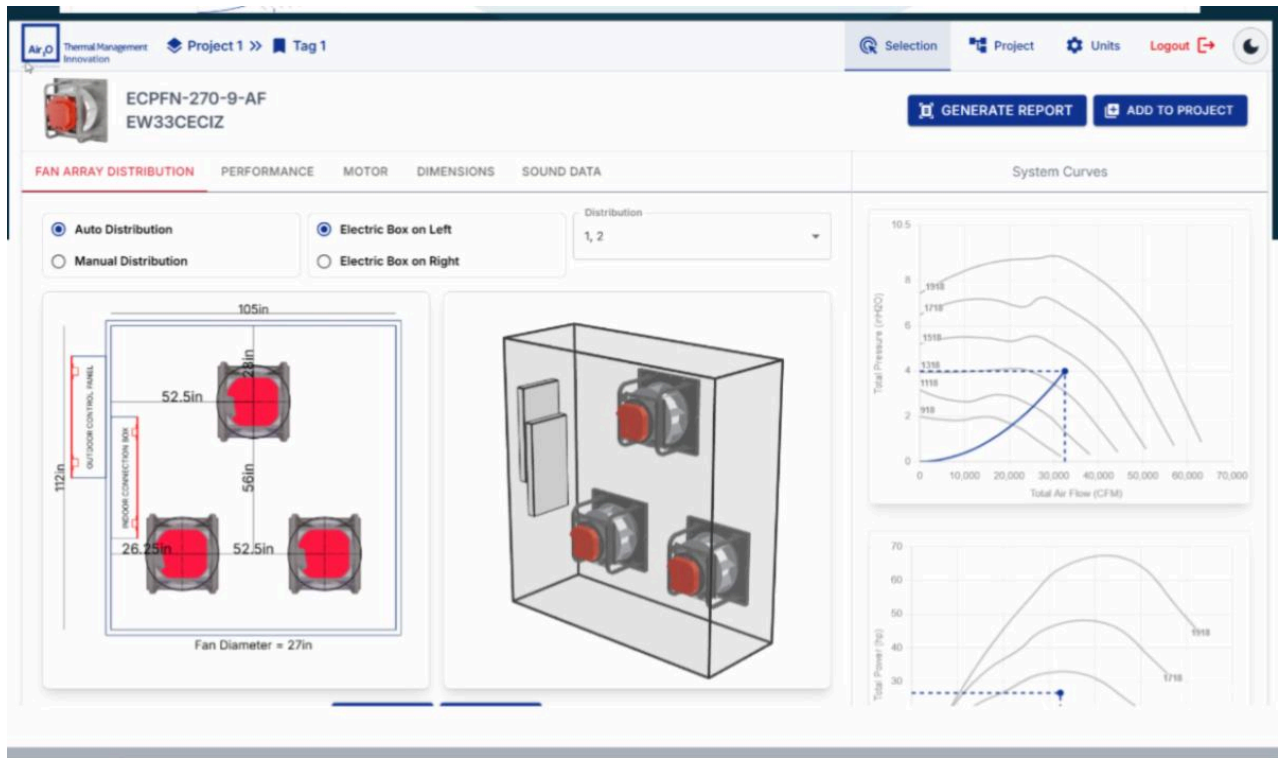 Air₂O
Thermal Management
Innovation
Project 1
Tag 1
Selection
Project
Units
Logout
ECPFN-270-9-AF
EW33CECIZ
GENERATE REPORT
ADD TO PROJECT
FAN ARRAY DISTRIBUTION
PERFORMANCE
MOTOR
DIMENSIONS
SOUND DATA
System Curves
Auto Distribution
Manual Distribution
Electric Box on Left
Electric Box on Right
Distribution
1, 2
105in
28in
52.5in
OUTDOOR CONTROL PANEL
INDOOR CONNECTION BOX
112in
56in
26.25in
52.5in
Fan Diameter = 27in
10.5
8
6
4
2
0
Total Pressure (inH2O)
1918
1718
1518
1318
1118
918
0
10,000
20,000
30,000
40,000
50,000
60,000
70,000
Total Air Flow (CFM)
70
60
50
40
30
Total Power (hp)
1918
1718